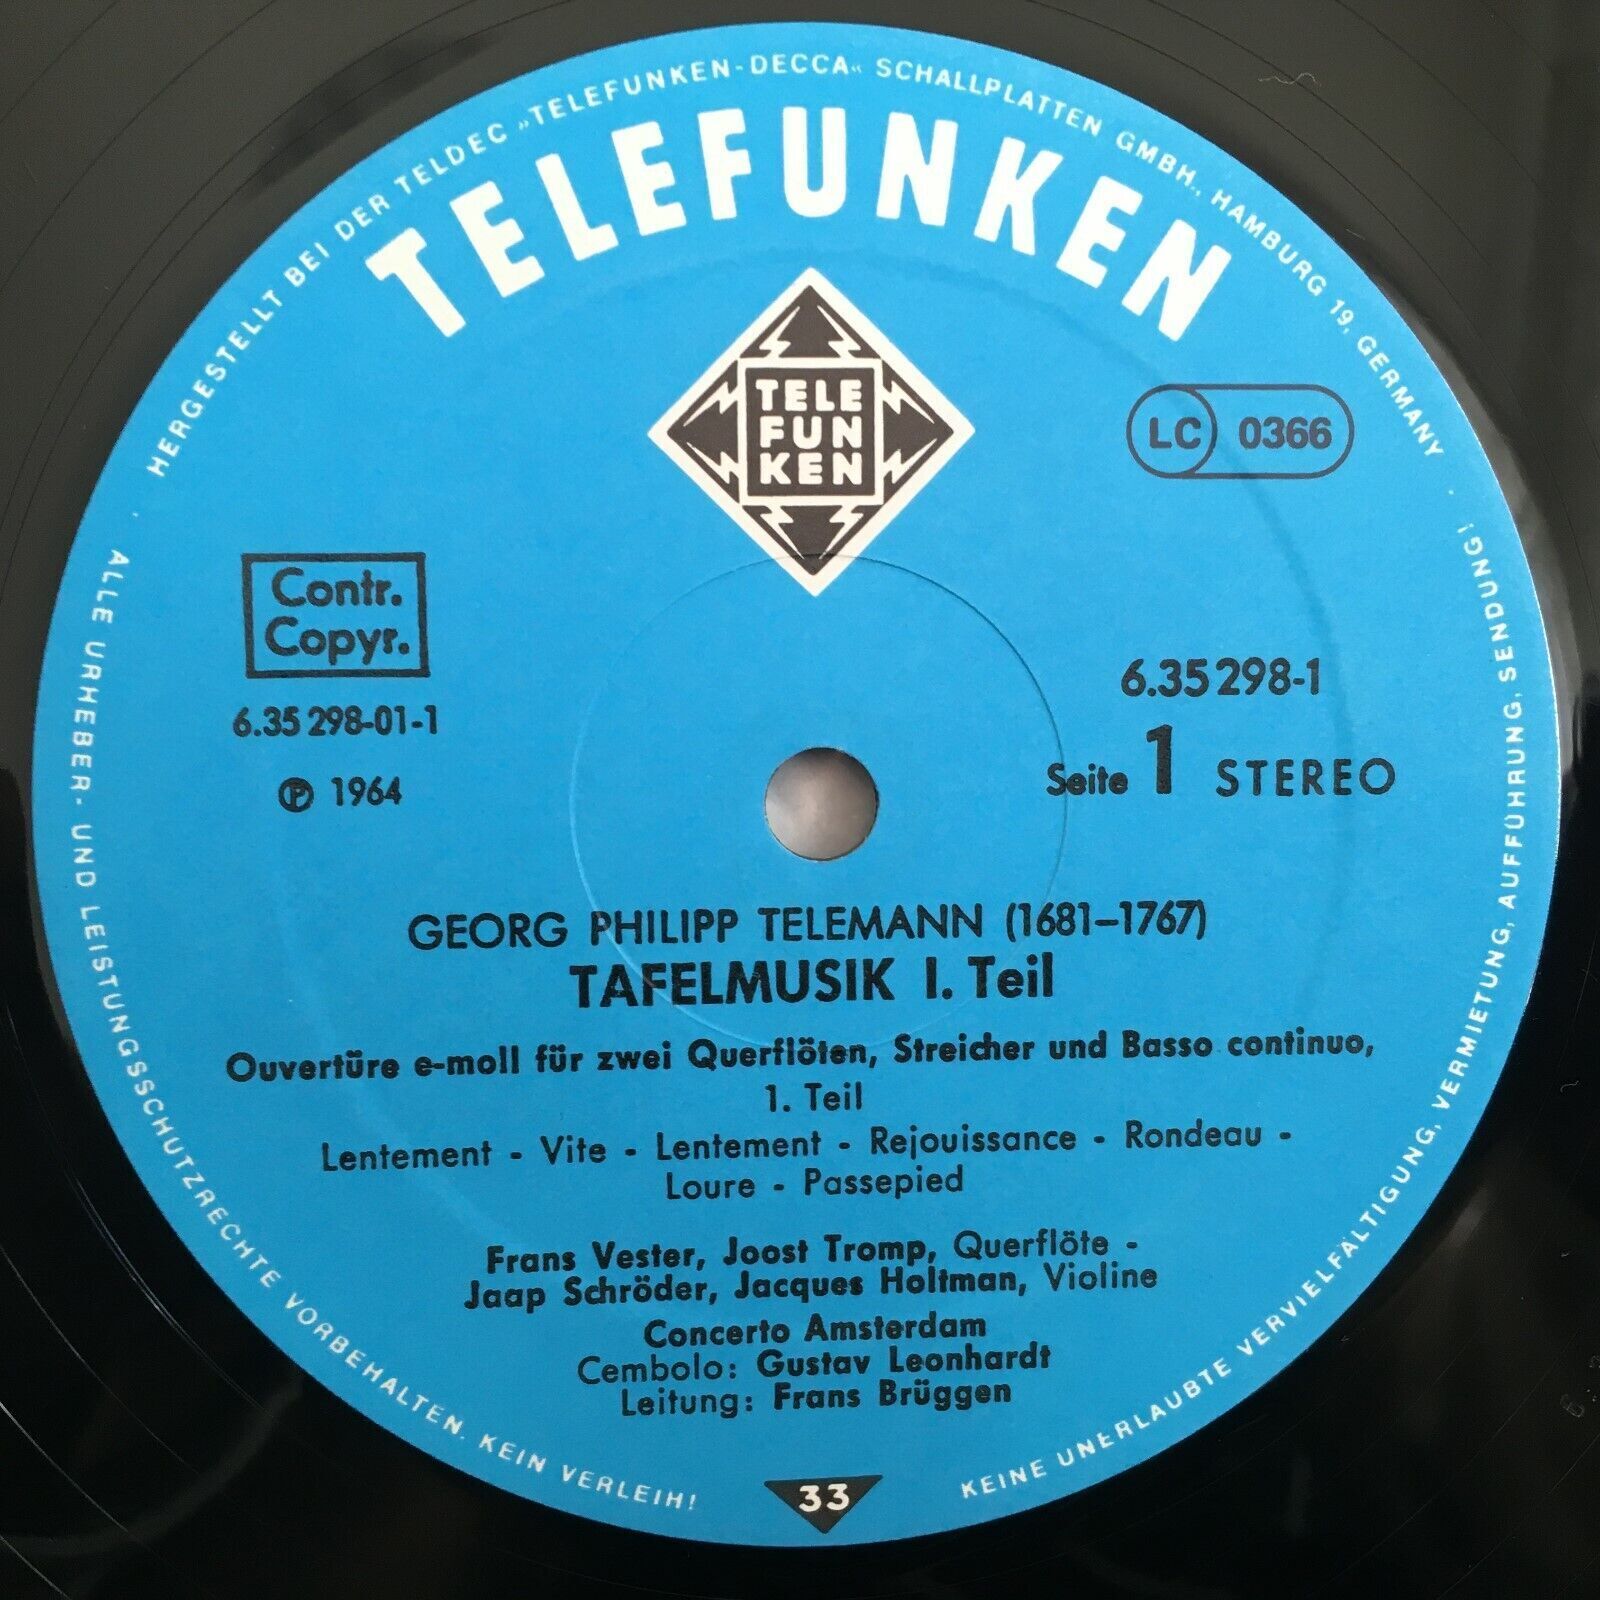 HERGESTELLT BEI DER TELDEC »TELEFUNKEN-DECCA« SCHALLPLATTEN GMBH., HAMBURG 19, GERMANY
TELEFUNKEN
TELE
FUN
KEN
LC 0366
Contr.
Copyr.
6.35 298-01-1
℗ 1964
6.35298-1
Seite 1 STEREO
GEORG PHILIPP TELEMANN (1681–1767)
TAFELMUSIK I. Teil
Ouvertüre e-moll für zwei Querflöten, Streicher und Basso continuo,
1. Teil
Lentement - Vite - Lentement - Rejouissance - Rondeau -
Loure - Passepied
Frans Vester, Joost Tromp, Querflöte -
Jaap Schröder, Jacques Holtman, Violine
Concerto Amsterdam
Cembolo: Gustav Leonhardt
Leitung: Frans Brüggen
33
ALLE URHEBER- UND LEISTUNGSSCHUTZRECHTE VORBEHALTEN. KEIN VERLEIH!
KEINE UNERLAUBTE VERVIELFÄLTIGUNG, VERMIETUNG, AUFFÜHRUNG, SENDUNG!